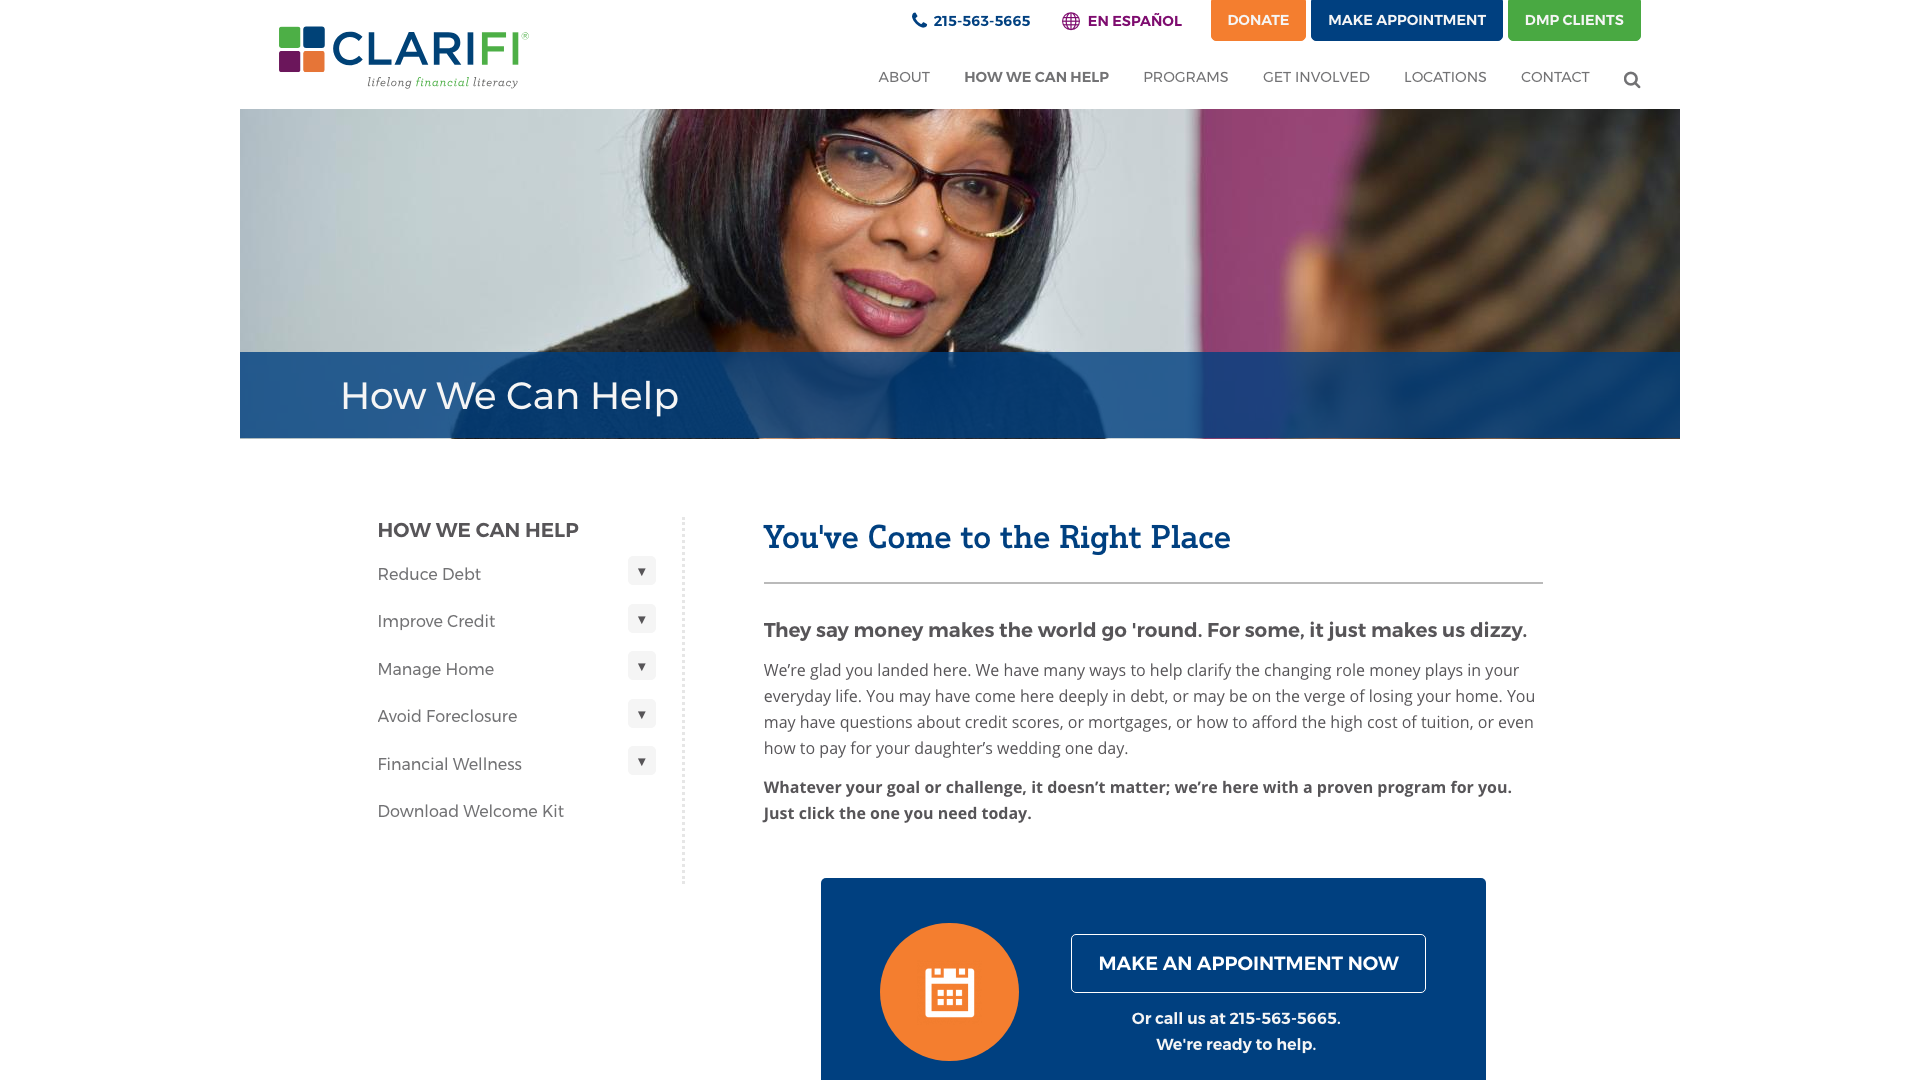 215-563-5665
EN ESPAÑOL
DONATE
MAKE APPOINTMENT
DMP CLIENTS
CLARIFI®
lifelong financial literacy
ABOUT
HOW WE CAN HELP
PROGRAMS
GET INVOLVED
LOCATIONS
CONTACT
How We Can Help
HOW WE CAN HELP
Reduce Debt
Improve Credit
Manage Home
Avoid Foreclosure
Financial Wellness
Download Welcome Kit
You've Come to the Right Place
They say money makes the world go 'round. For some, it just makes us dizzy.
We’re glad you landed here. We have many ways to help clarify the changing role money plays in your
everyday life. You may have come here deeply in debt, or may be on the verge of losing your home. You
may have questions about credit scores, or mortgages, or how to afford the high cost of tuition, or even
how to pay for your daughter’s wedding one day.
Whatever your goal or challenge, it doesn’t matter; we’re here with a proven program for you.
Just click the one you need today.
MAKE AN APPOINTMENT NOW
Or call us at 215-563-5665.
We're ready to help.